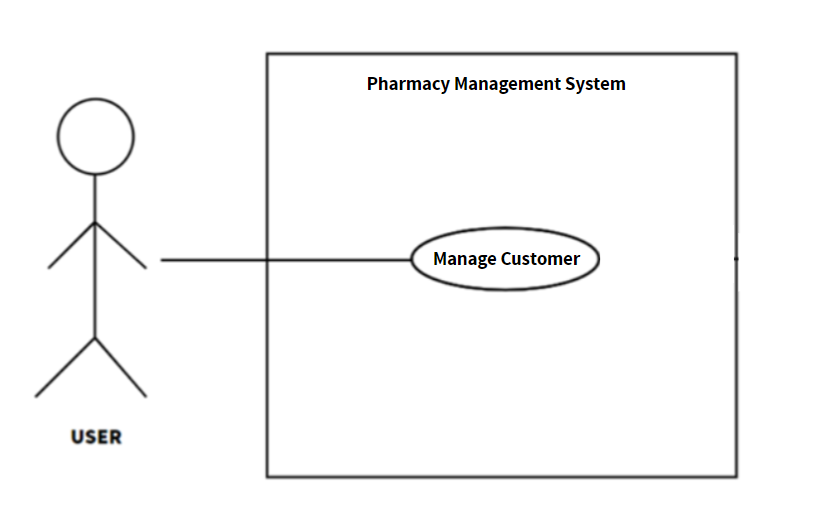 Pharmacy Management System
Manage Customer
USER